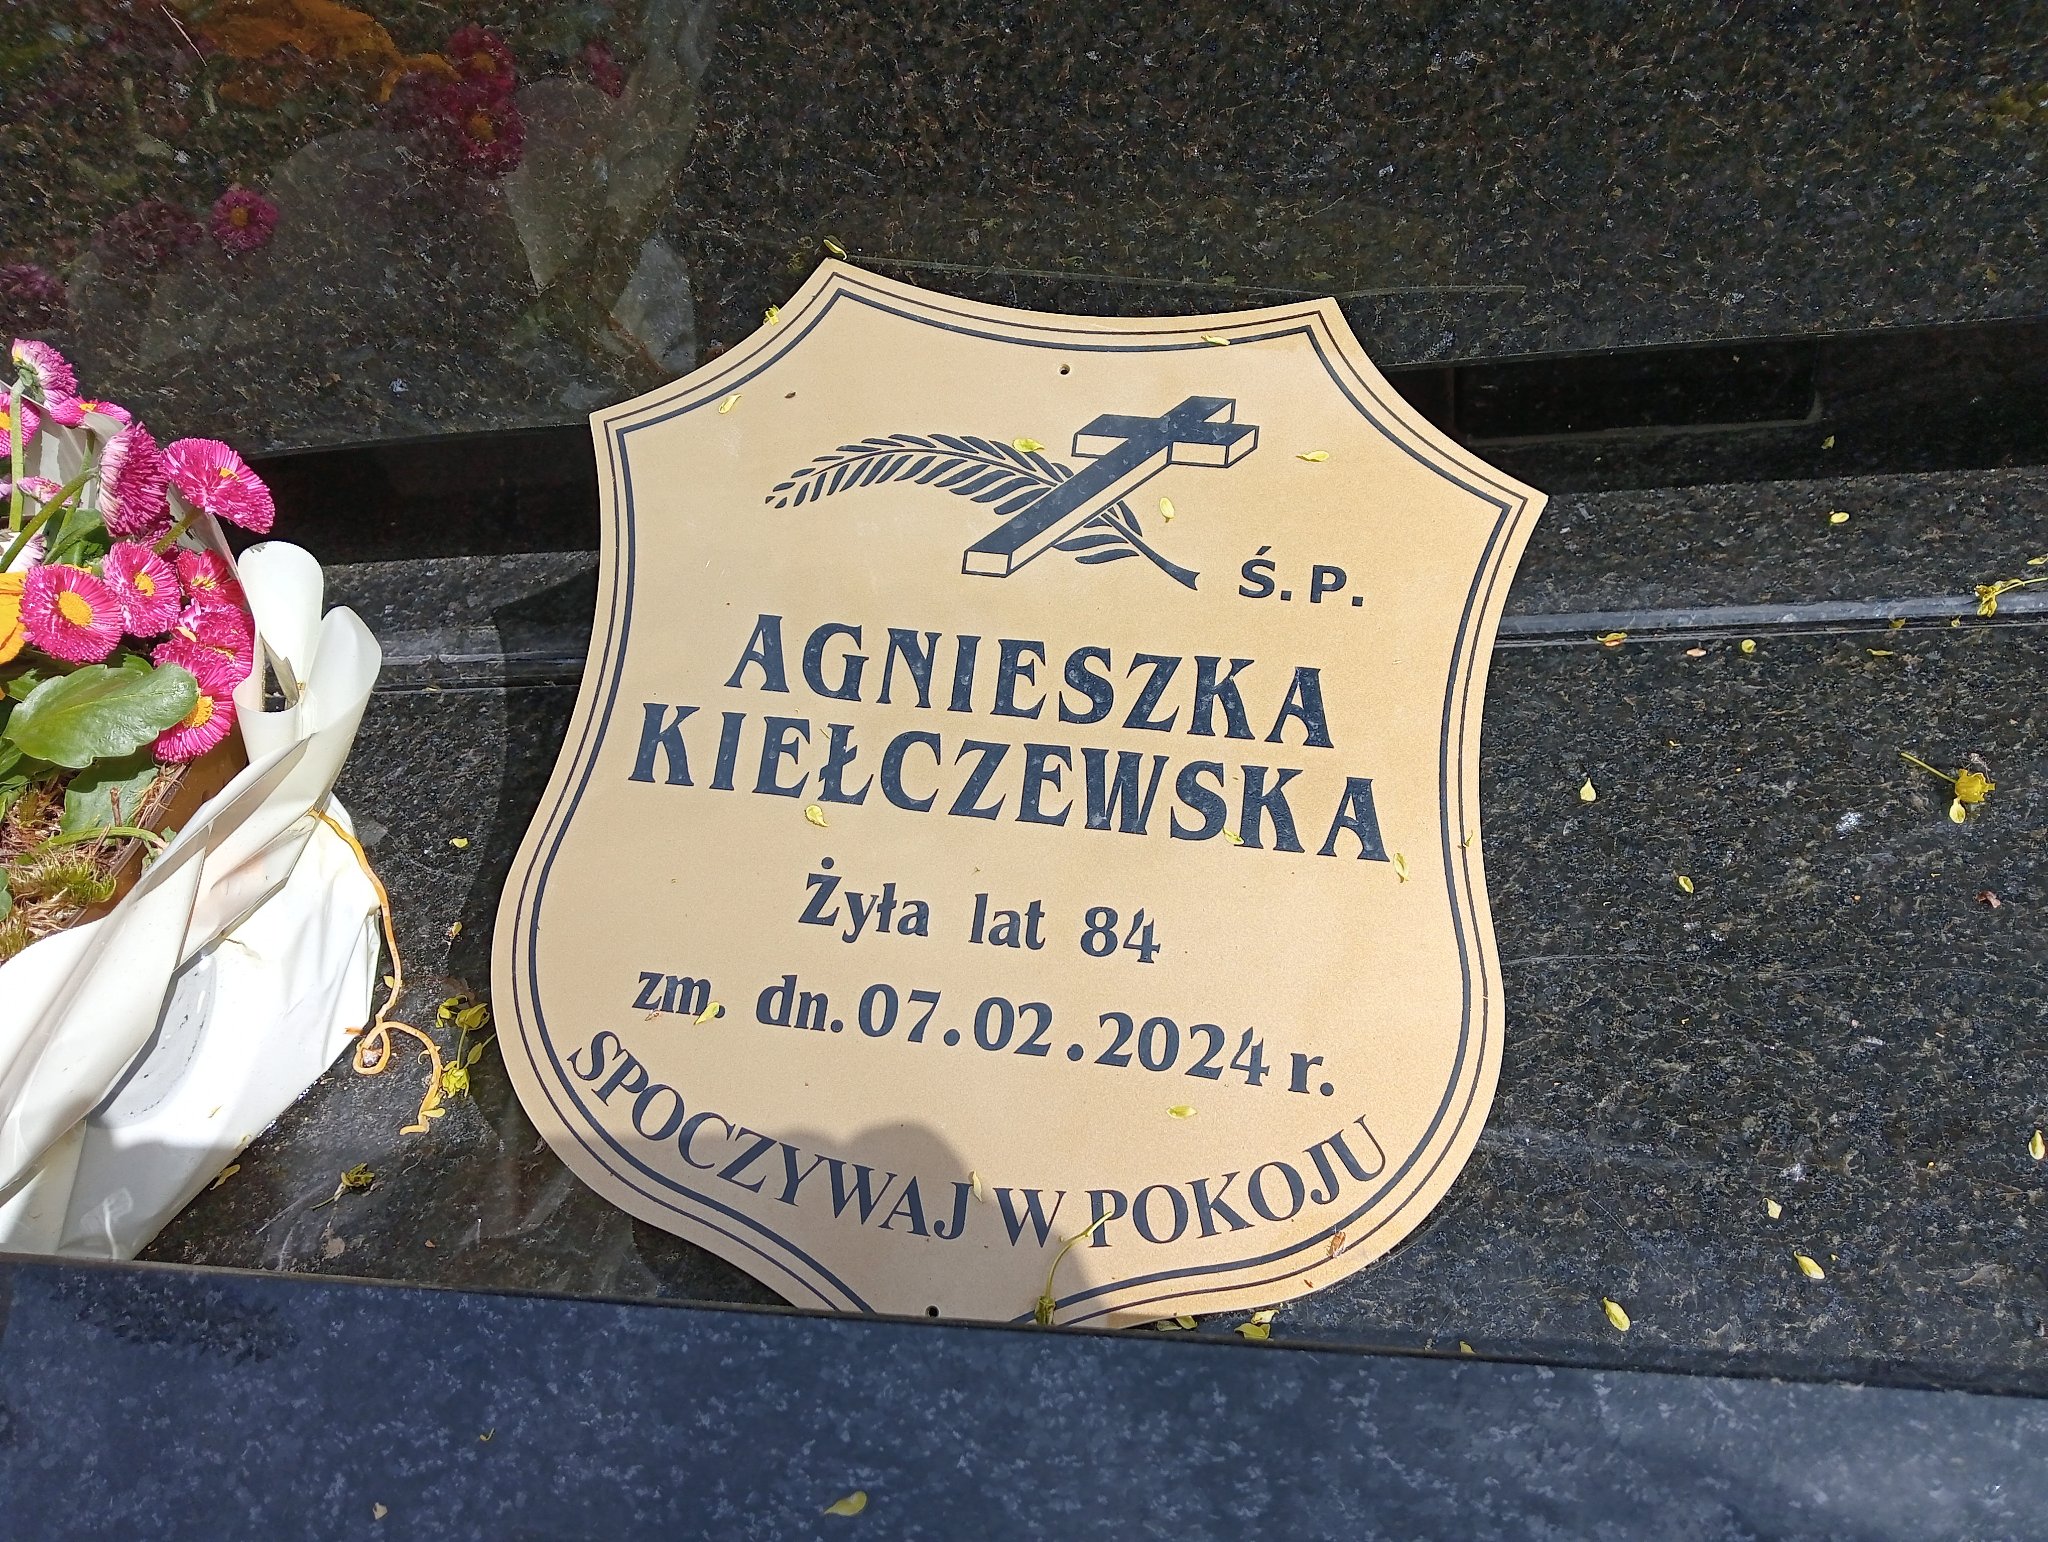 Ś.P.
AGNIESZKA
KIEŁCZEWSKA
Żyła lat 84
zm. dn. 07.02.2024 r.
SPOCZYWAJ W POKOJU